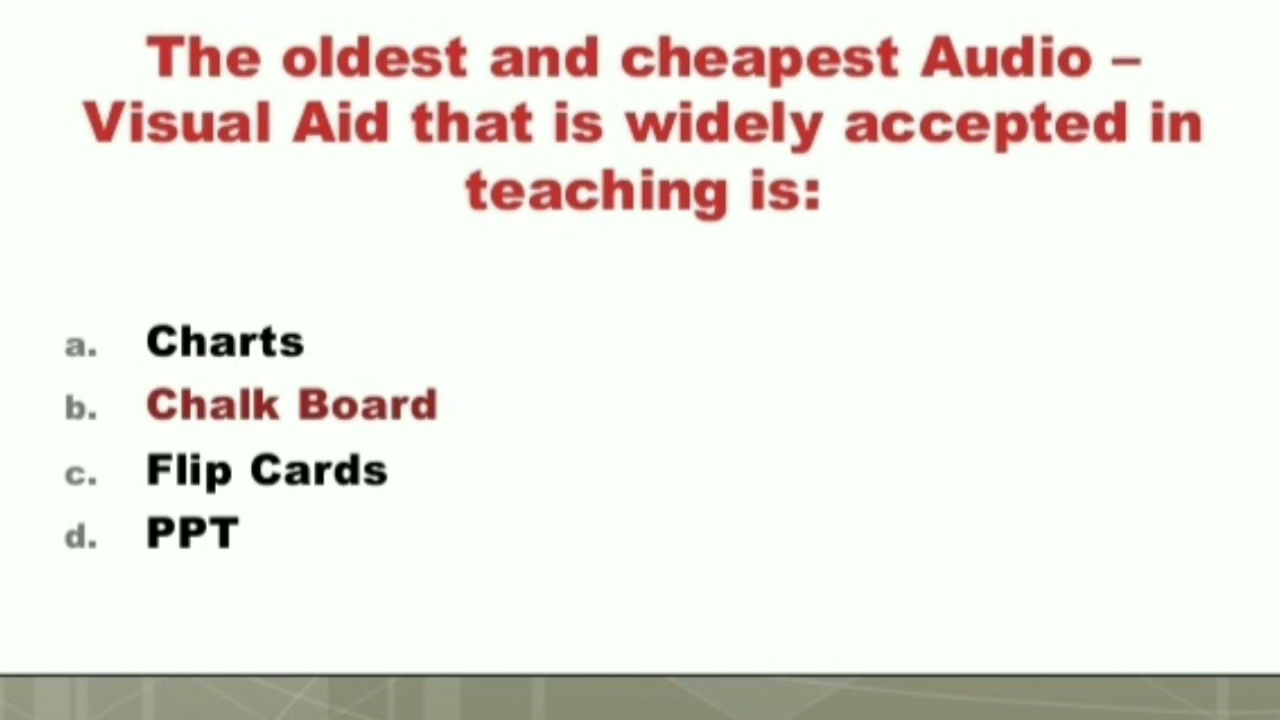 The oldest and cheapest Audio –
Visual Aid that is widely accepted in
teaching is:
a. Charts
b. Chalk Board
c. Flip Cards
d. PPT